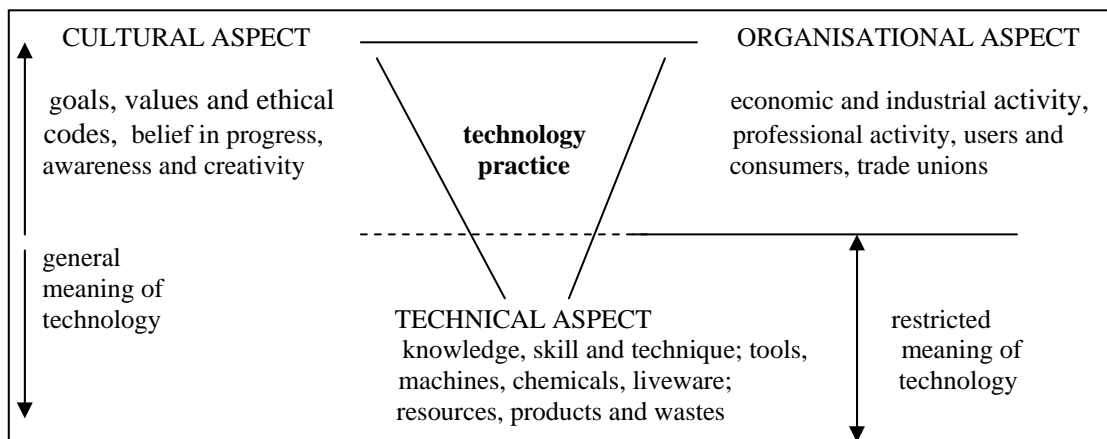 CULTURAL ASPECT
goals, values and ethical
codes, belief in progress,
awareness and creativity
ORGANISATIONAL ASPECT
economic and industrial activity,
professional activity, users and
consumers, trade unions
technology
practice
general
meaning of
technology
TECHNICAL ASPECT
knowledge, skill and technique; tools,
machines, chemicals, liveware;
resources, products and wastes
restricted
meaning of
technology